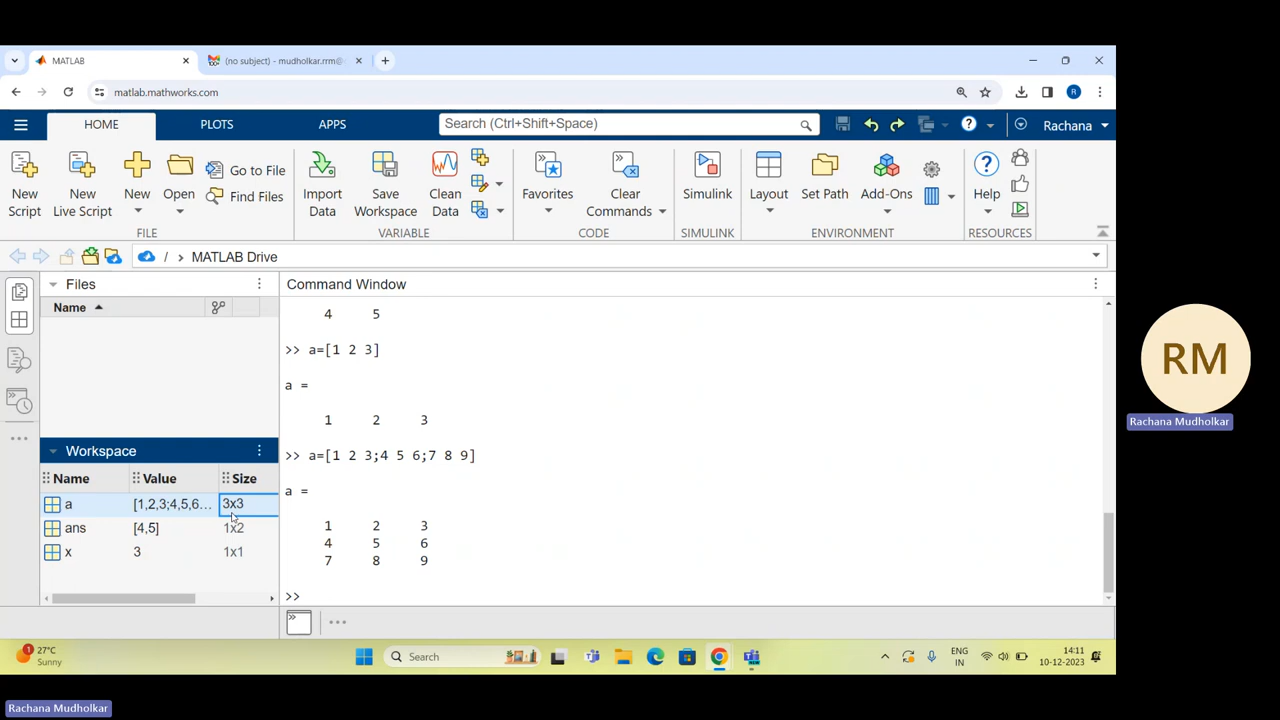 MATLAB
(no subject) - mudholkar.rrm@
matlab.mathworks.com
R
HOME
PLOTS
APPS
Search (Ctrl+Shift+Space)
Rachana
New Script
New Live Script
New
Open
Go to File
Find Files
FILE
Import Data
Save Workspace
Clean Data
VARIABLE
Favorites
Clear Commands
CODE
Simulink
SIMULINK
Layout
Set Path
Add-Ons
ENVIRONMENT
Help
RESOURCES
/ MATLAB Drive
Files
Name
Workspace
Name Value Size
a [1,2,3;4,5,6... 3x3
ans [4,5] 1x2
x 3 1x1
Command Window
4 5
>> a=[1 2 3]
a =
1 2 3
>> a=[1 2 3;4 5 6;7 8 9]
a =
1 2 3
4 5 6
7 8 9
>>
RM
Rachana Mudholkar
1
27°C
Sunny
Search
ENG
IN
14:11
10-12-2023
Rachana Mudholkar